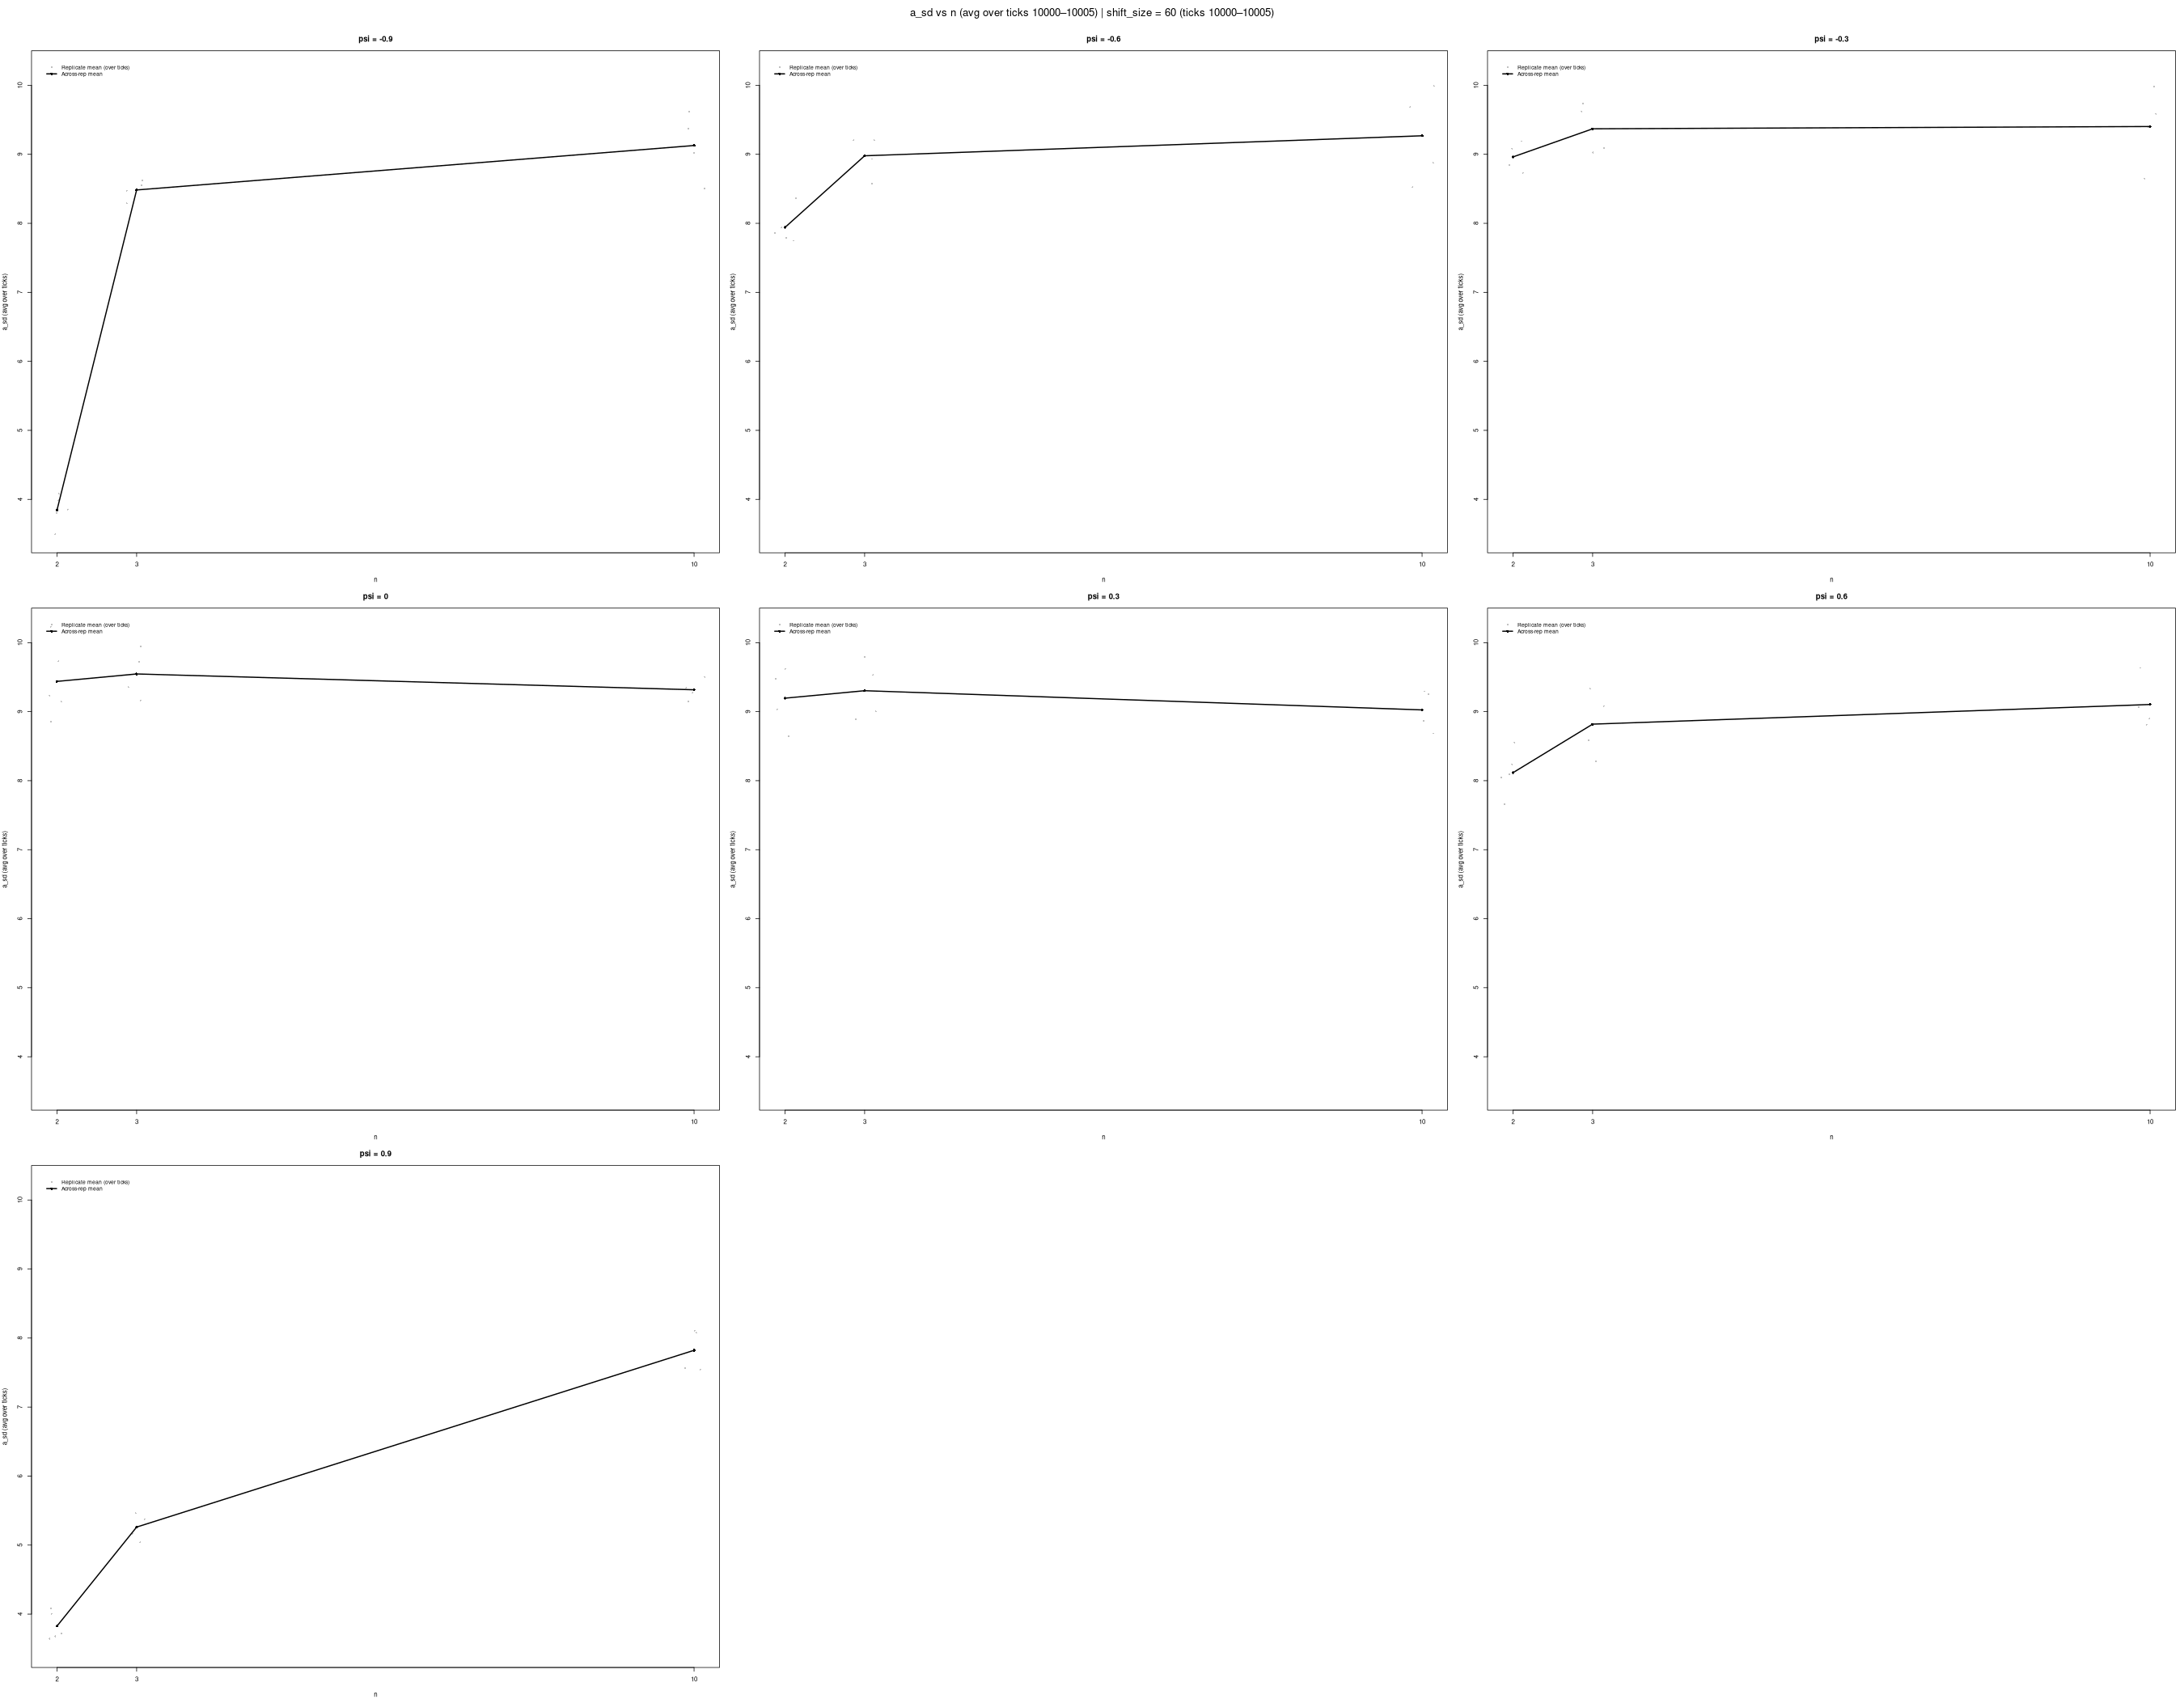 a_sd vs n (avg over ticks 10000–10005) | shift_size = 60 (ticks 10000–10005)
psi = -0.9
Replicate mean (over ticks)
Across-rep mean
a_sd (avg over ticks)
10
9
8
7
6
5
4
2
3
10
n
psi = -0.6
Replicate mean (over ticks)
Across-rep mean
a_sd (avg over ticks)
10
9
8
7
6
5
4
2
3
10
n
psi = -0.3
Replicate mean (over ticks)
Across-rep mean
a_sd (avg over ticks)
10
9
8
7
6
5
4
2
3
10
n
psi = 0
Replicate mean (over ticks)
Across-rep mean
a_sd (avg over ticks)
10
9
8
7
6
5
4
2
3
10
n
psi = 0.3
Replicate mean (over ticks)
Across-rep mean
a_sd (avg over ticks)
10
9
8
7
6
5
4
2
3
10
n
psi = 0.6
Replicate mean (over ticks)
Across-rep mean
a_sd (avg over ticks)
10
9
8
7
6
5
4
2
3
10
n
psi = 0.9
Replicate mean (over ticks)
Across-rep mean
a_sd (avg over ticks)
10
9
8
7
6
5
4
2
3
10
n